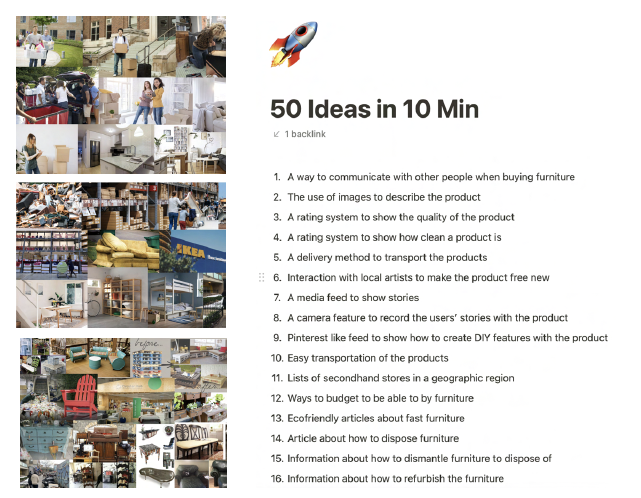 IKEA
before...
50 Ideas in 10 Min
1 backlink
1. A way to communicate with other people when buying furniture
2. The use of images to describe the product
3. A rating system to show the quality of the product
4. A rating system to show how clean a product is
5. A delivery method to transport the products
6. Interaction with local artists to make the product free new
7. A media feed to show stories
8. A camera feature to record the users' stories with the product
9. Pinterest like feed to show how to create DIY features with the product
10. Easy transportation of the products
11. Lists of secondhand stores in a geographic region
12. Ways to budget to be able to by furniture
13. Ecofriendly articles about fast furniture
14. Article about how to dispose furniture
15. Information about how to dismantle furniture to dispose of
16. Information about how to refurbish the furniture